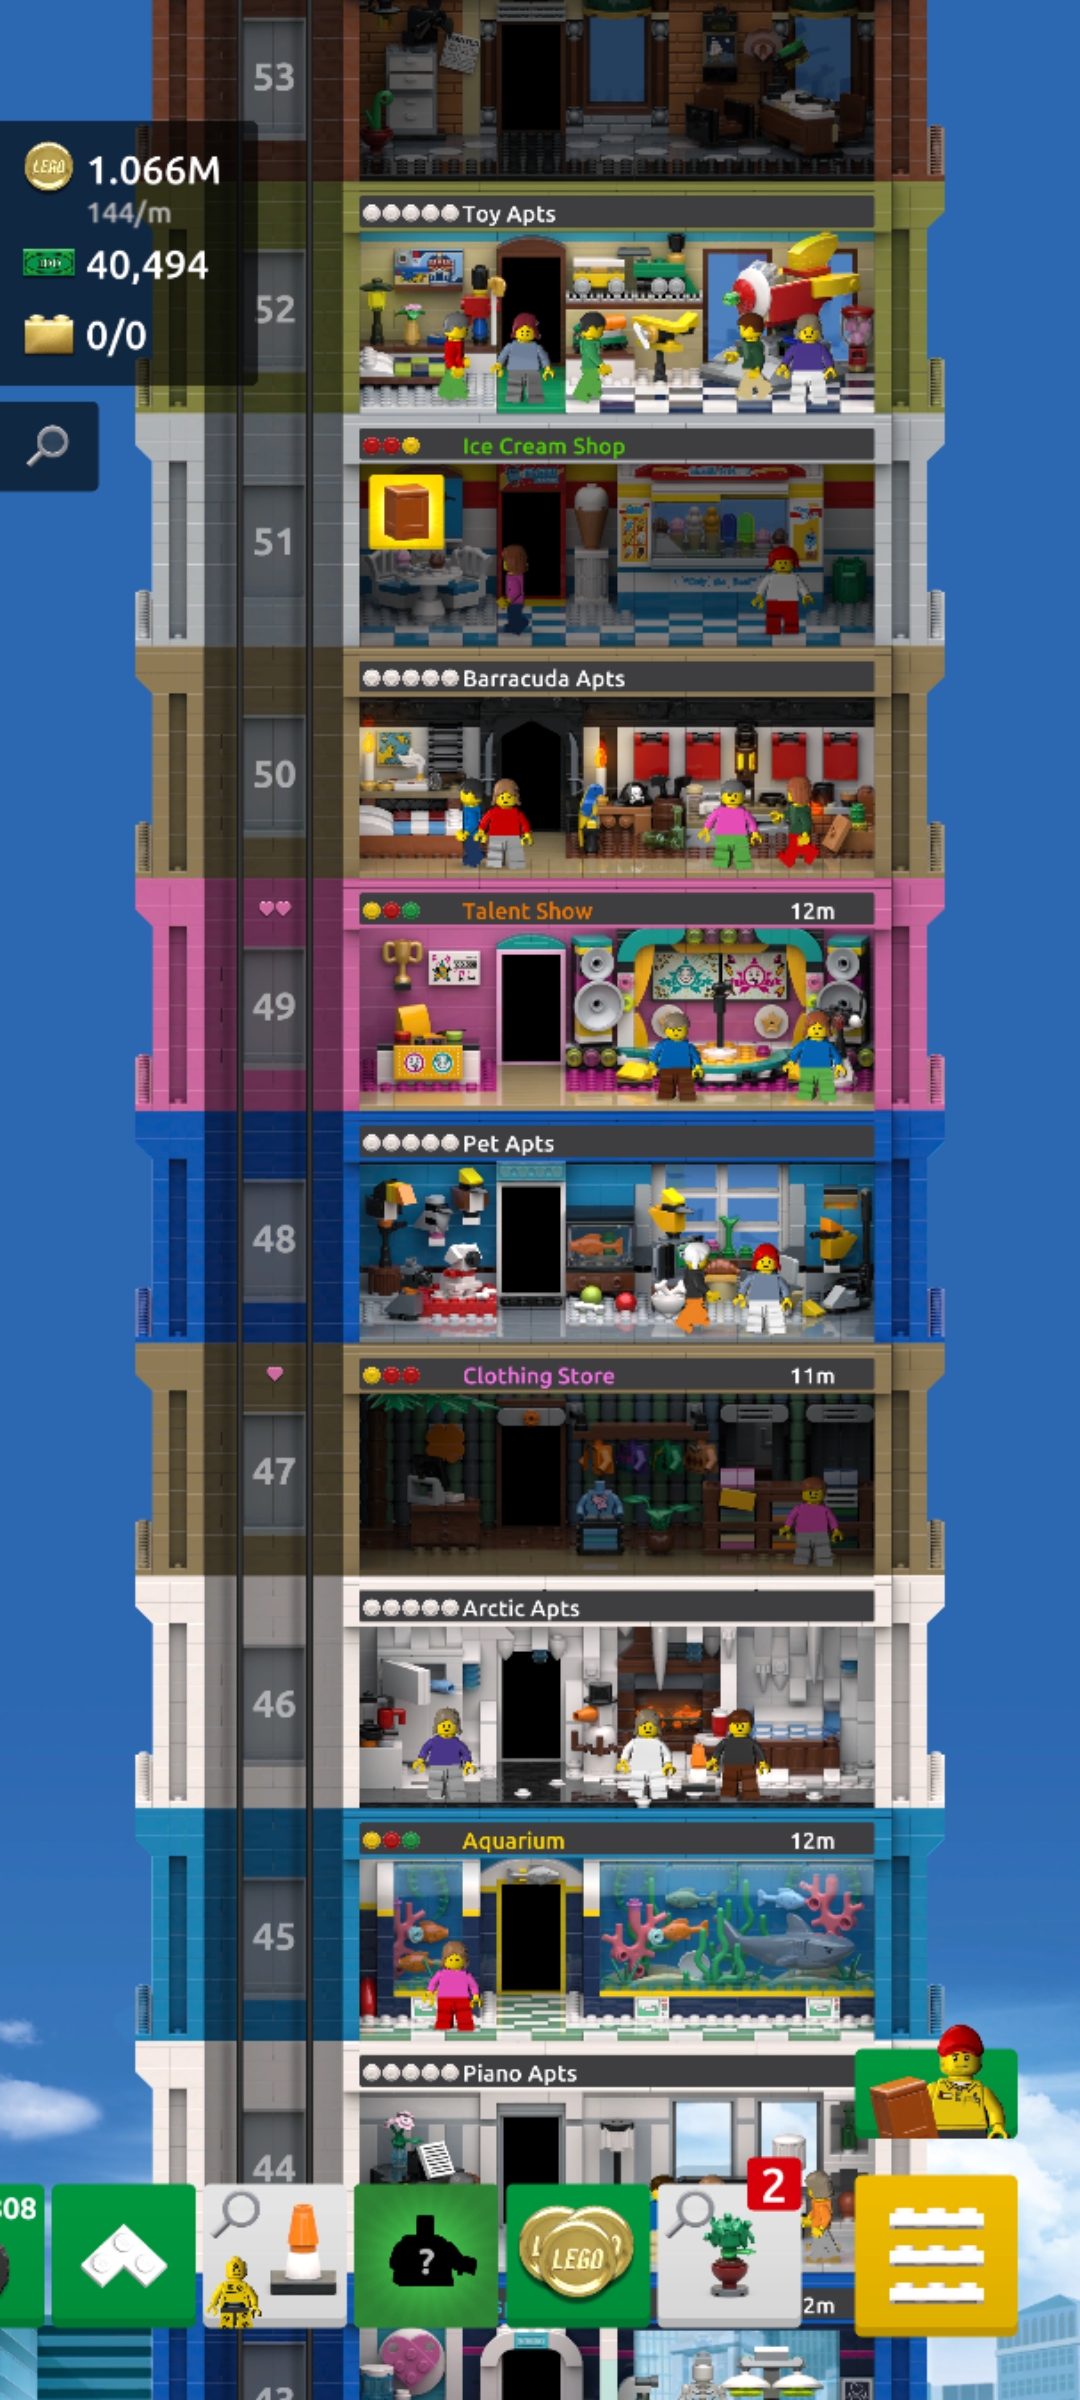 53
LEGO 1.066M
144/m
40,494
0/0
Toy Apts
52
Ice Cream Shop
51
Barracuda Apts
50
Talent Show 12m
49
Pet Apts
48
Clothing Store 11m
47
Arctic Apts
46
Aquarium 12m
45
Piano Apts
44
2
?
LEGO
2m
43